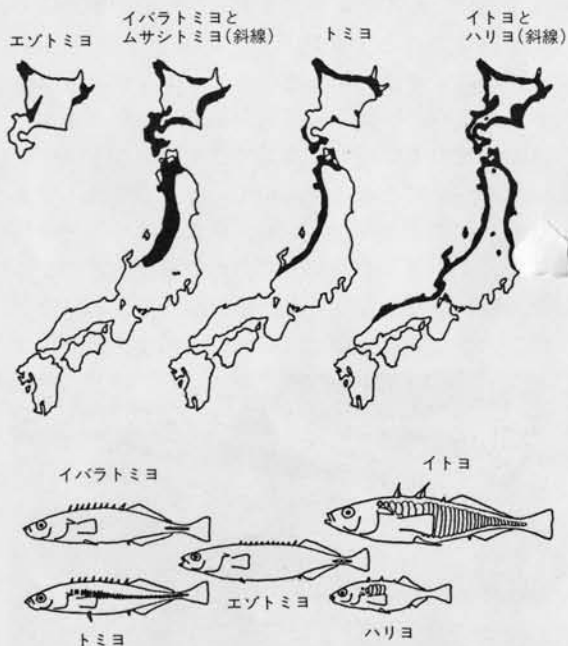 エゾトミヨ
イバラトミヨと
ムサシトミヨ(斜線)
トミヨ
イトヨと
ハリヨ(斜線)
イバラトミヨ
イトヨ
エゾトミヨ
トミヨ
ハリヨ